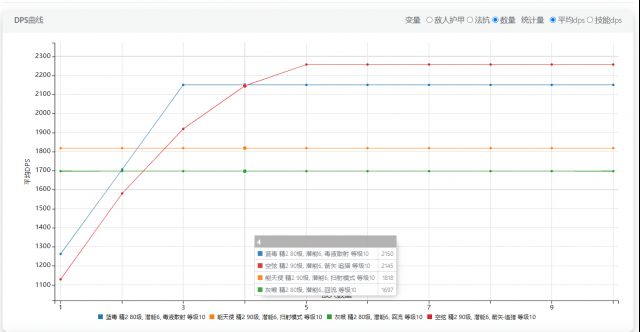 DPS曲线
变量 敌人护甲 法抗 数量 统计量 平均dps 技能dps
2300
2200
2100
2000
1900
1800
1700
1600
1500
1400
1300
1200
1100
平均DPS
4
蓝毒 精2 80级, 潜能6, 毒液散射 等级10 2150
空弦 精2 90级, 潜能6, 箭矢·追猎 等级10 2145
能天使 精2 90级, 潜能6, 扫射模式 等级10 1818
灰喉 精2 80级, 潜能6, 回流 等级10 1697
1 3 5 7 9
蓝毒 精2 80级, 潜能6, 毒液散射 等级10 能天使 精2 90级, 潜能6, 扫射模式 等级10 灰喉 精2 80级, 潜能6, 回流 等级10 空弦 精2 90级, 潜能6, 箭矢·追猎 等级10